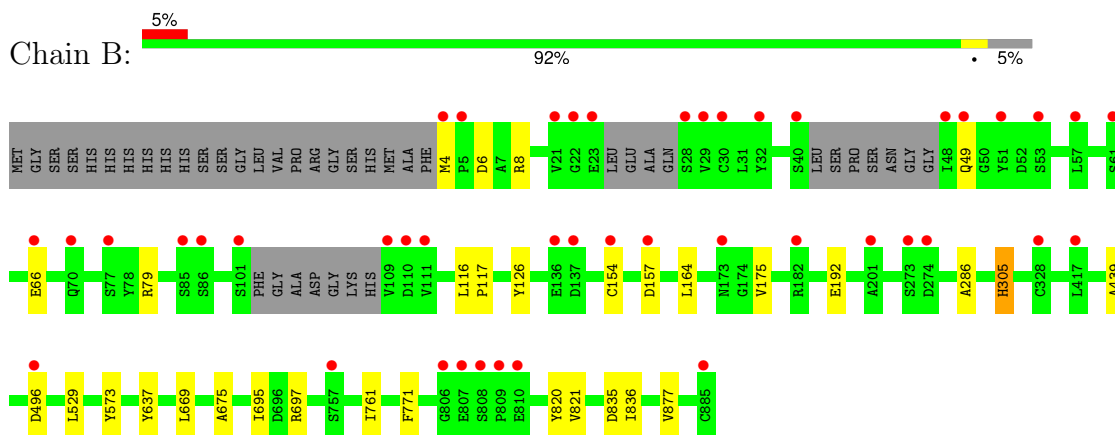 5%
Chain B:
92% • 5%
MET GLY SER SER HIS HIS HIS HIS HIS HIS SER SER GLY LEU VAL PRO ARG GLY SER HIS MET ALA PHE M4 P5 D6 A7 R8 V21 G22 E23 LEU GLU ALA GLN S28 V29 C30 L31 Y32 S40 LEU SER PRO SER ASN GLY GLY I48 Q49 G50 Y51 D52 S53 L57 S61
E66 Q70 S77 Y78 R79 S85 S86 S101 PHE GLY ALA ASP GLY LYS HIS V109 D110 V111 L116 P117 Y126 E136 D137 C154 D157 L164 N173 G174 V175 R182 E192 A201 S273 D274 A286 H305 C328 L417 A439
D496 L529 Y573 Y637 L669 A675 I695 D696 R697 S757 I761 F771 G806 E807 S808 P809 E810 Y820 V821 D835 I836 V877 C885